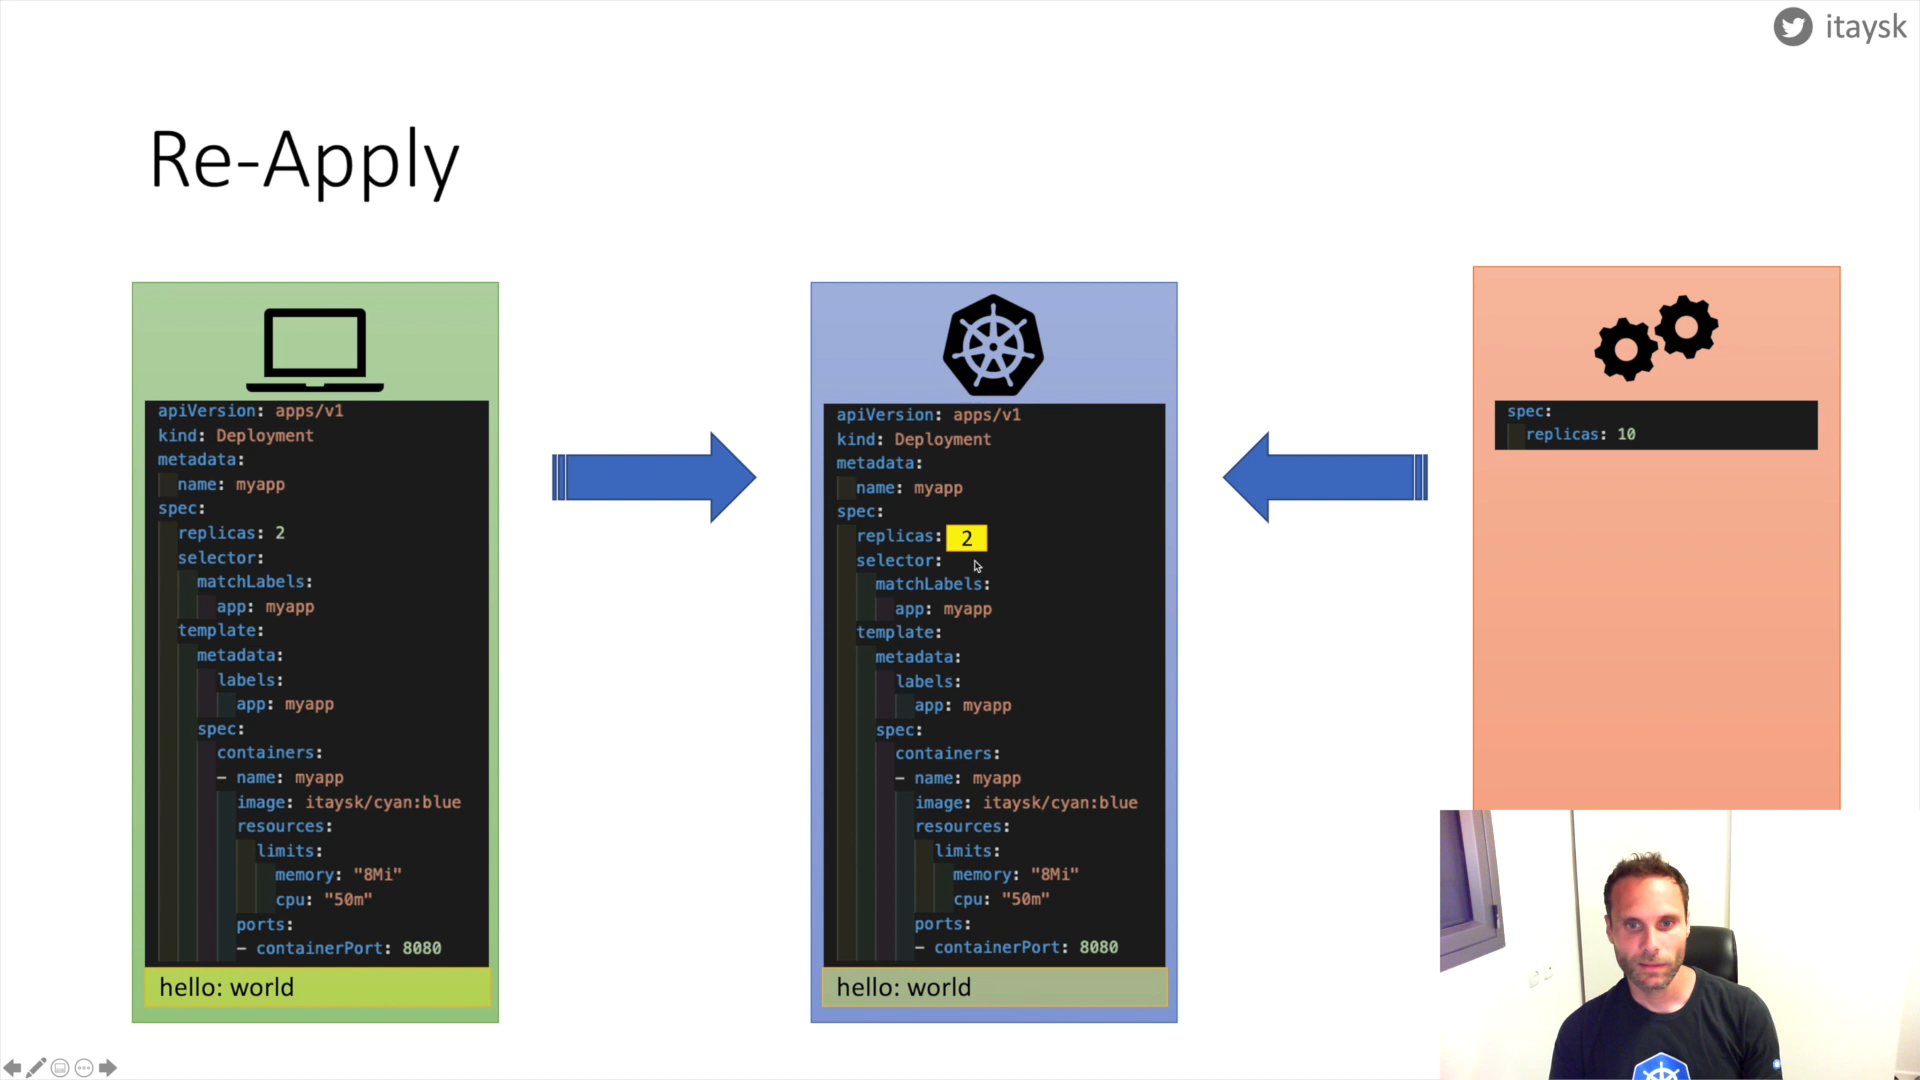 itaysk
Re-Apply
apiVersion: apps/v1
kind: Deployment
metadata:
name: myapp
spec:
replicas: 2
selector:
matchLabels:
app: myapp
template:
metadata:
labels:
app: myapp
spec:
containers:
- name: myapp
image: itaysk/cyan:blue
resources:
limits:
memory: "8Mi"
cpu: "50m"
ports:
- containerPort: 8080
hello: world
apiVersion: apps/v1
kind: Deployment
metadata:
name: myapp
spec:
replicas: 2
selector:
matchLabels:
app: myapp
template:
metadata:
labels:
app: myapp
spec:
containers:
- name: myapp
image: itaysk/cyan:blue
resources:
limits:
memory: "8Mi"
cpu: "50m"
ports:
- containerPort: 8080
hello: world
spec:
replicas: 10